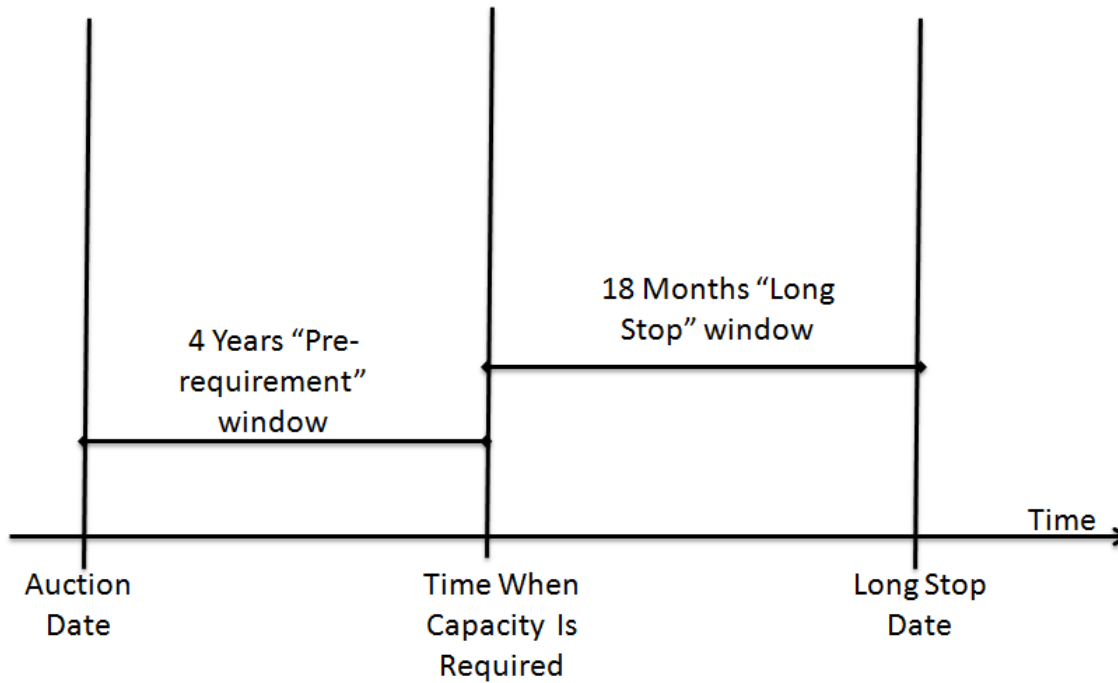 18 Months “Long
Stop” window
4 Years “Pre-
requirement”
window
Time
Auction
Date
Time When
Capacity Is
Required
Long Stop
Date